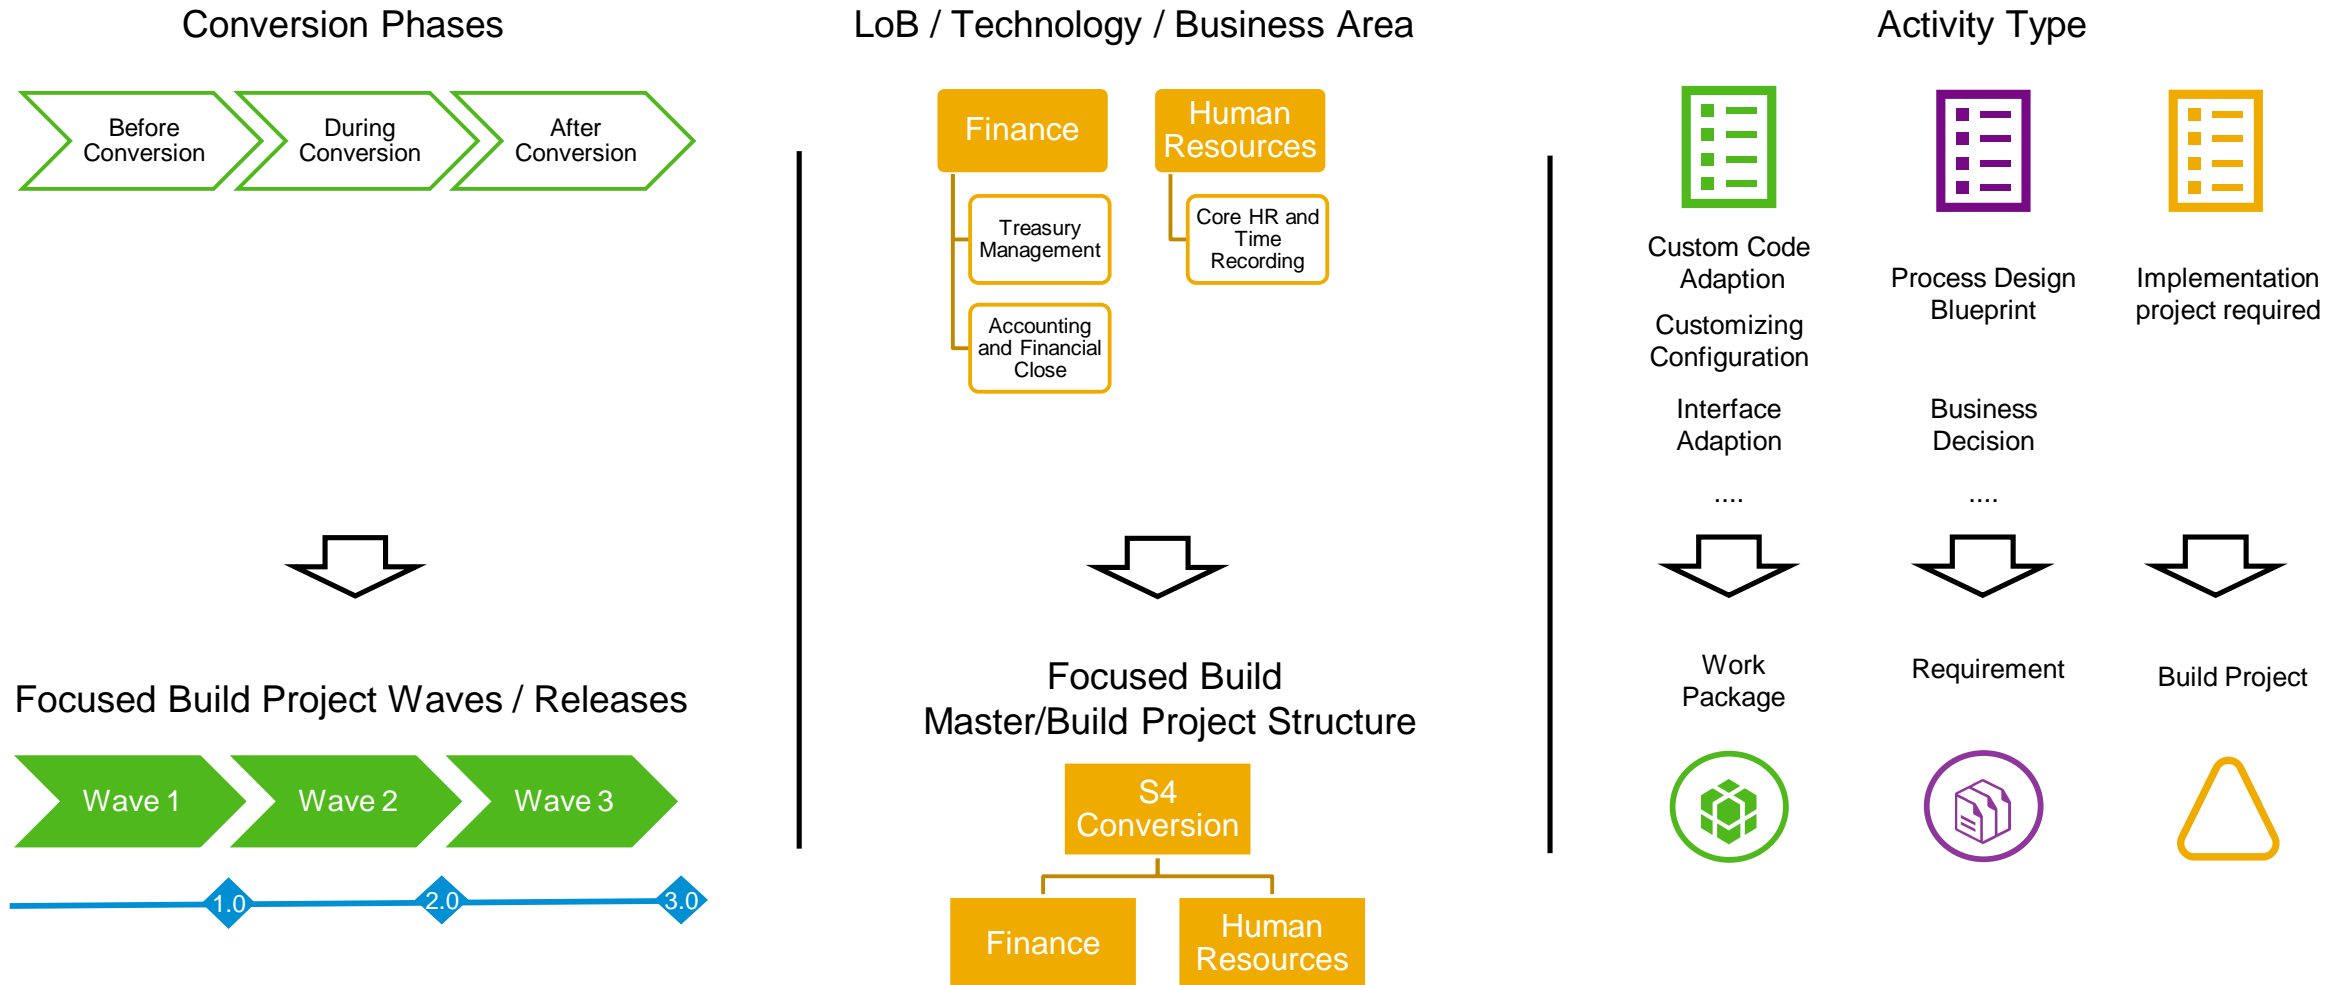 Conversion Phases
Before
Conversion
During
Conversion
After
Conversion
Focused Build Project Waves / Releases
Wave 1
Wave 2
Wave 3
1.0
2.0
3.0
LoB / Technology / Business Area
Finance
Treasury
Management
Accounting
and Financial
Close
Human
Resources
Core HR and
Time
Recording
Focused Build
Master/Build Project Structure
S4
Conversion
Finance
Human
Resources
Activity Type
Custom Code
Adaption
Customizing
Configuration
Interface
Adaption
....
Work
Package
Process Design
Blueprint
Business
Decision
....
Requirement
Implementation
project required
Build Project